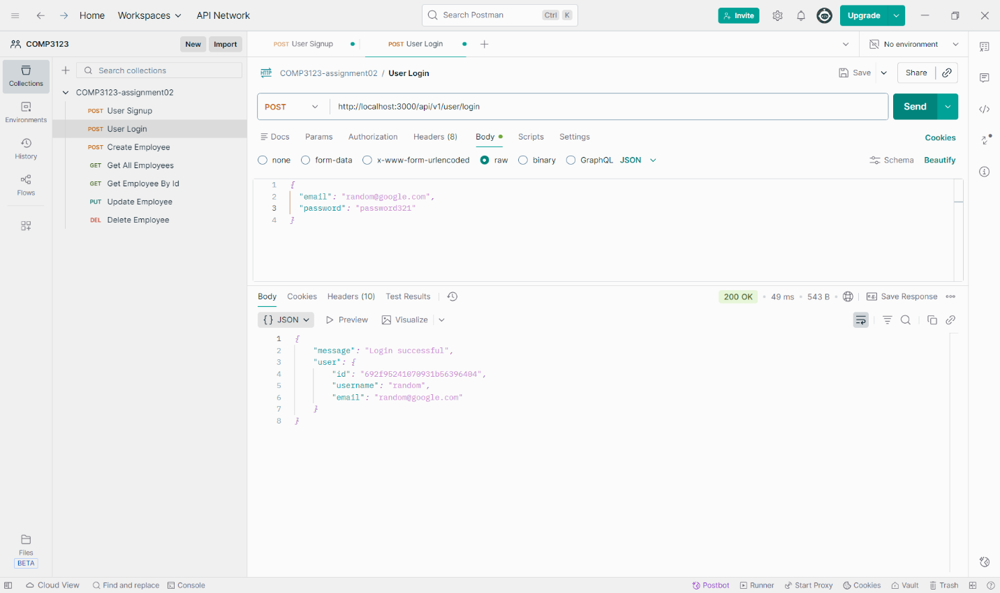 Home Workspaces API Network Search Postman Ctrl K Invite Upgrade
COMP3123 New Import
POST User Signup POST User Login No environment
Collections
Environments
History
Flows
Files
BETA
Search collections
COMP3123-assignment02
POST User Signup
POST User Login
POST Create Employee
GET Get All Employees
GET Get Employee By Id
PUT Update Employee
DEL Delete Employee
HTTP COMP3123-assignment02 / User Login Save Share
POST http://localhost:3000/api/v1/user/login Send
Docs Params Authorization Headers (8) Body Scripts Settings Cookies
none form-data x-www-form-urlencoded raw binary GraphQL JSON Schema Beautify
1 {
2 "email": "random@google.com",
3 "password": "password321"
4 }
Body Cookies Headers (10) Test Results 200 OK • 49 ms • 543 B • e.g. Save Response
{} JSON Preview Visualize
1 {
2 "message": "Login successful",
3 "user": {
4 "id": "692f95241070931b56396404",
5 "username": "random",
6 "email": "random@google.com"
7 }
8 }
Cloud View Find and replace Console Postbot Runner Start Proxy Cookies Vault Trash